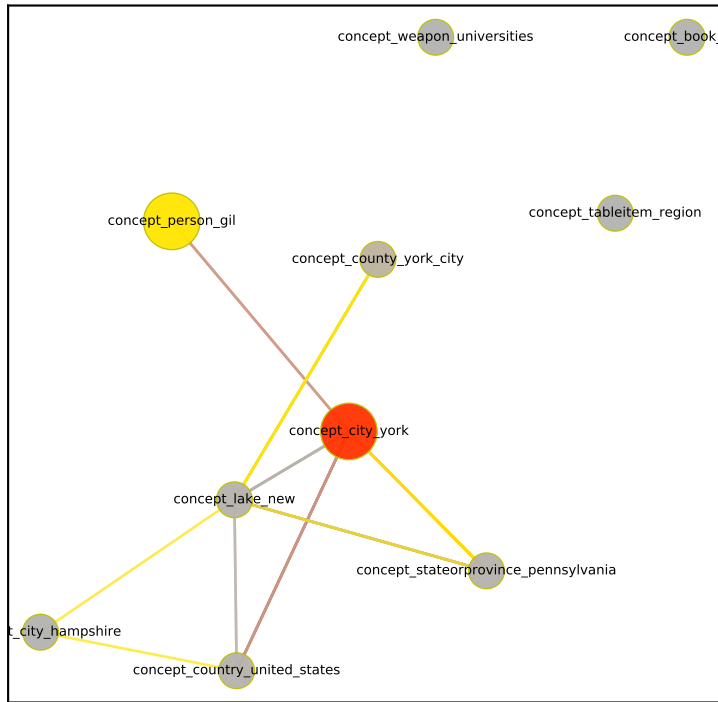 concept_weapon_universities
concept_book_
concept_tableitem_region
concept_person_gil
concept_county_york_city
concept_city_york
concept_lake_new
concept_stateorprovince_pennsylvania
t_city_hampshire
concept_country_united_states